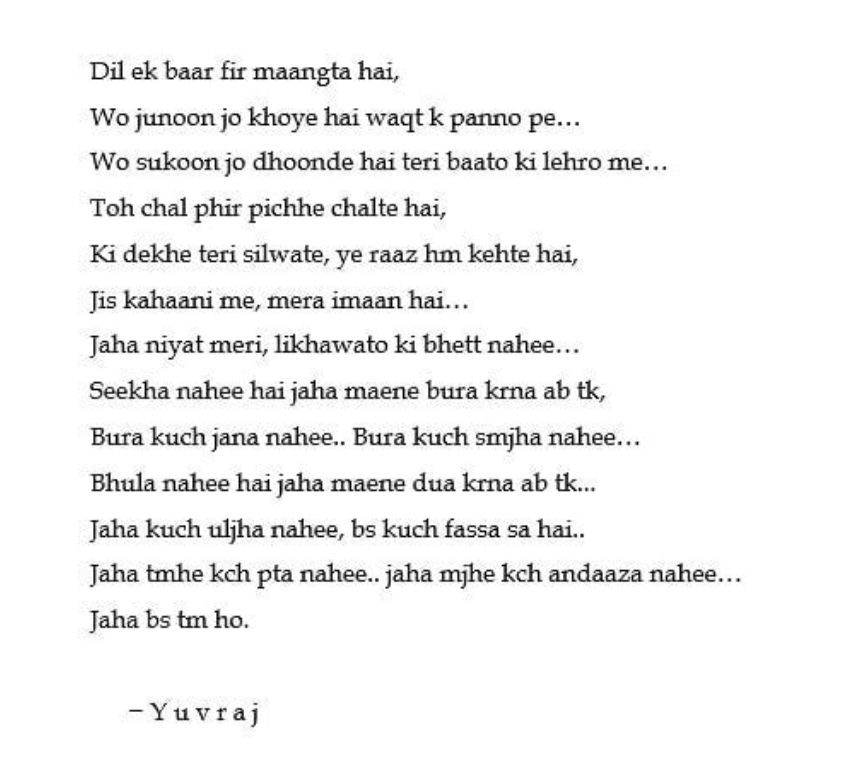 Dil ek baar fir maangta hai,
Wo junoon jo khoye hai waqt k panno pe...
Wo sukoon jo dhoonde hai teri baato ki lehro me...
Toh chal phir pichhe chalte hai,
Ki dekhe teri silwate, ye raaz hm kehte hai,
Jis kahaani me, mera imaan hai...
Jaha niyat meri, likhawato ki bhett nahee...
Seekha nahee hai jaha maene bura krna ab tk,
Bura kuch jana nahee.. Bura kuch smjha nahee...
Bhula nahee hai jaha maene dua krna ab tk...
Jaha kuch uljha nahee, bs kuch fassa sa hai..
Jaha tmhe kch pta nahee.. jaha mjhe kch andaaza nahee...
Jaha bs tm ho.
– Y u v r a j